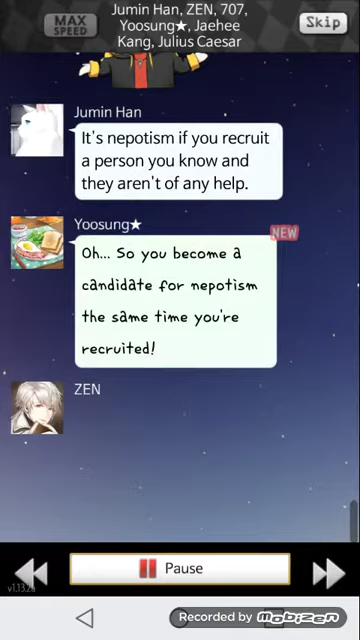 Jumin Han, ZEN, 707,
Yoosung★, Jaehee
Kang, Julius Caesar
MAX
SPEED
Skip
Jumin Han
It's nepotism if you recruit
a person you know and
they aren't of any help.
Yoosung★
NEW
Oh... So you become a
candidate for nepotism
the same time you're
recruited!
ZEN
Pause
Recorded by Mobizen